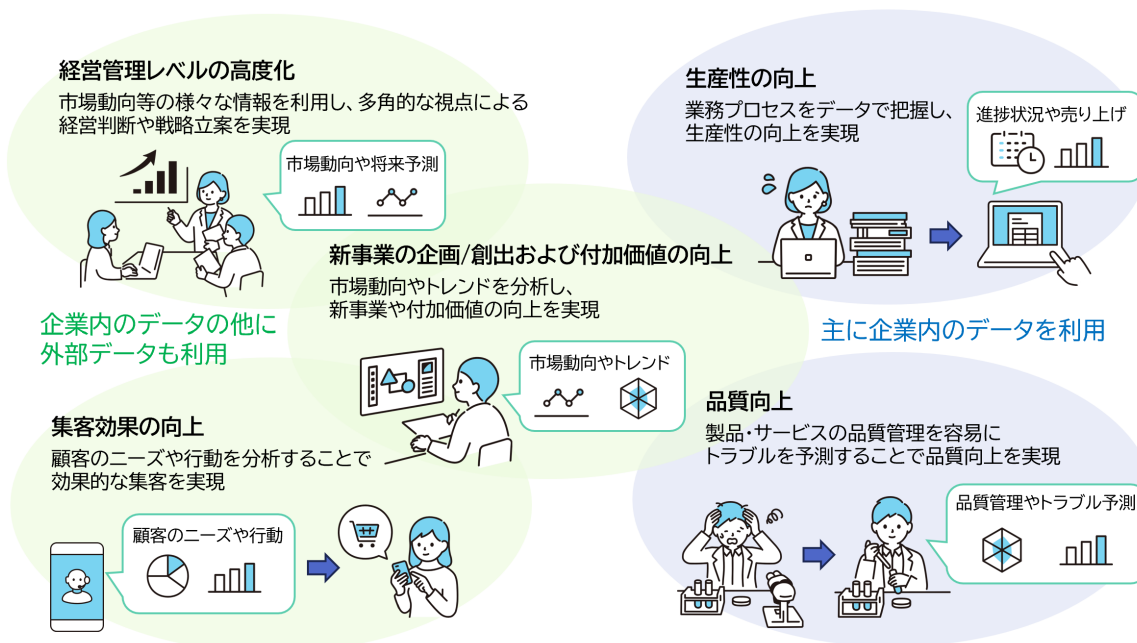 経営管理レベルの高度化
市場動向等の様々な情報を利用し、多角的な視点による
経営判断や戦略立案を実現
市場動向や将来予測
生産性の向上
業務プロセスをデータで把握し、
生産性の向上を実現
進捗状況や売り上げ
新事業の企画/創出および付加価値の向上
市場動向やトレンドを分析し、
新事業や付加価値の向上を実現
市場動向やトレンド
企業内のデータの他に
外部データも利用
主に企業内のデータを利用
集客効果の向上
顧客のニーズや行動を分析することで
効果的な集客を実現
顧客のニーズや行動
品質向上
製品・サービスの品質管理を容易に
トラブルを予測することで品質向上を実現
品質管理やトラブル予測